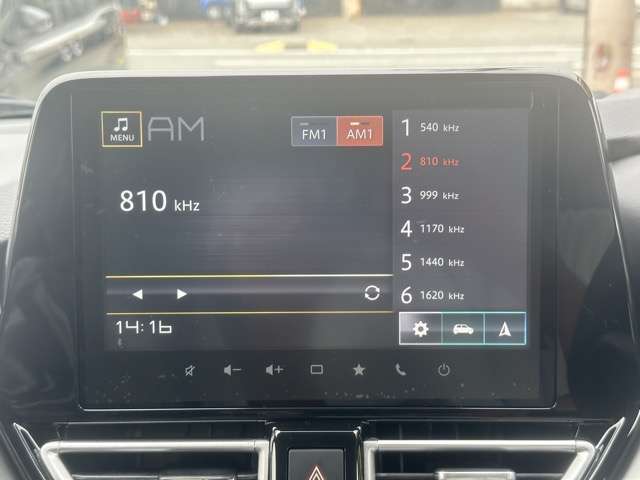 MENU
AM
FM1
AM1
810 kHz
1 540 kHz
2 810 kHz
3 999 kHz
4 1170 kHz
5 1440 kHz
6 1620 kHz
14:16